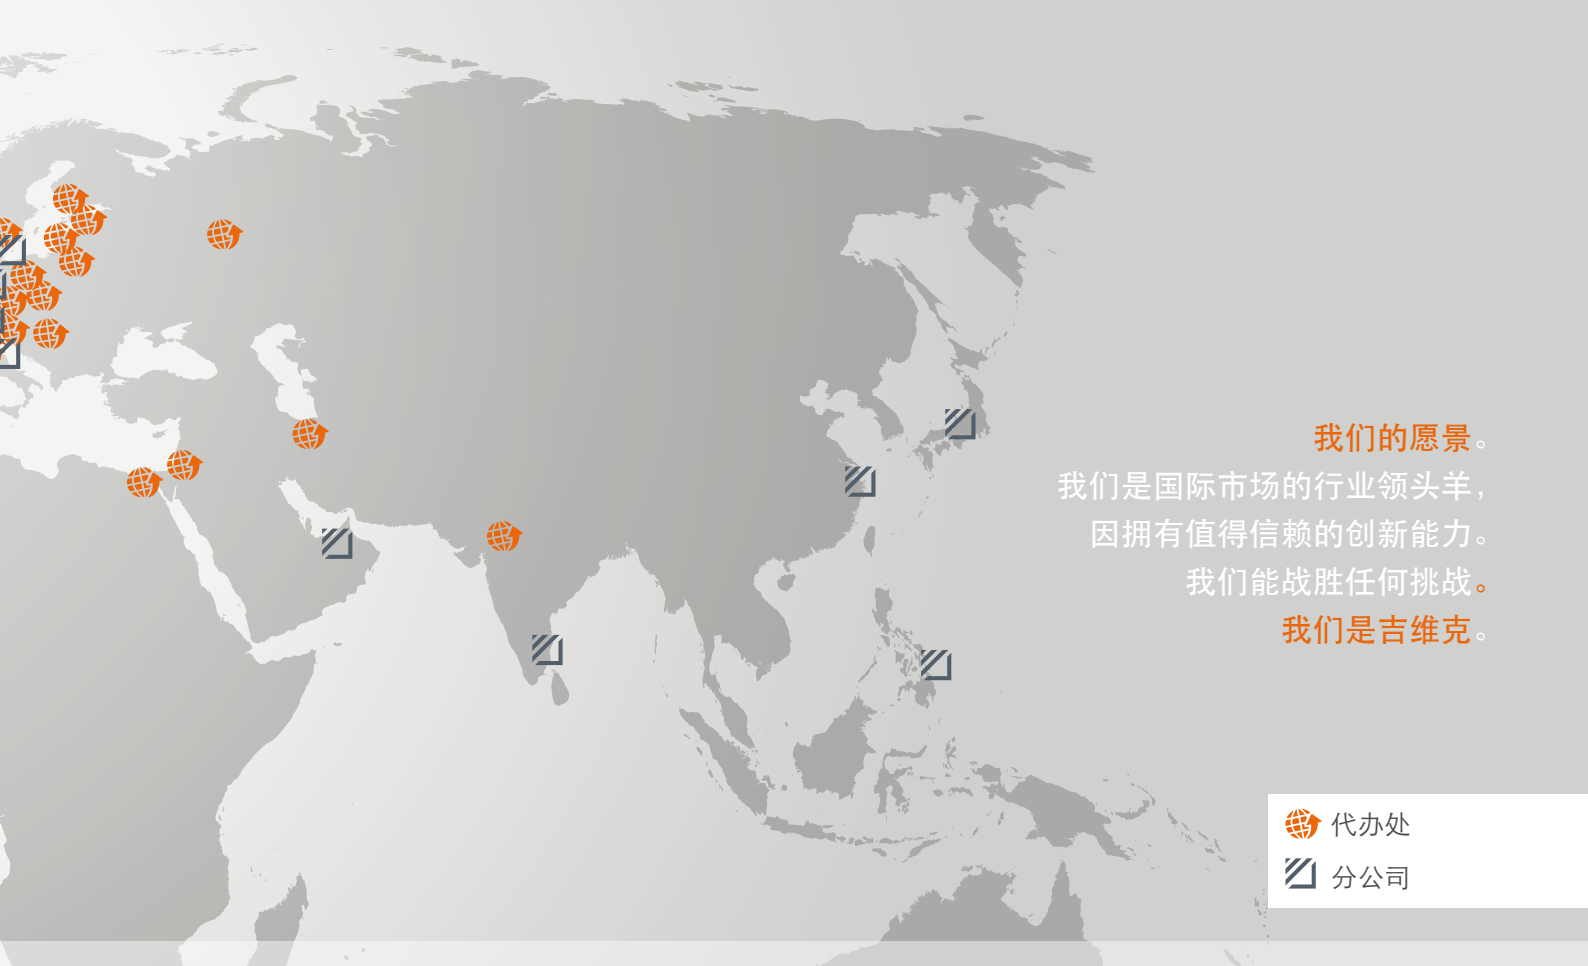 我们的愿景。
我们是国际市场的行业领头羊，
因拥有值得信赖的创新能力。
我们能战胜任何挑战。
我们是吉维克。
代办处
分公司